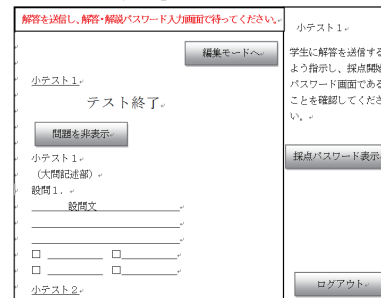 解答を送信し、解答・解説パスワード入力画面で待ってください。
編集モードへ
小テスト１
テスト終了
問題を非表示
小テスト１
（大問記述部）
設問１．
設問文
□ □
□ □
小テスト２
小テスト１
学生に解答を送信する
よう指示し、採点開始
パスワード画面である
ことを確認してくださ
い。
採点パスワード表示
ログアウト